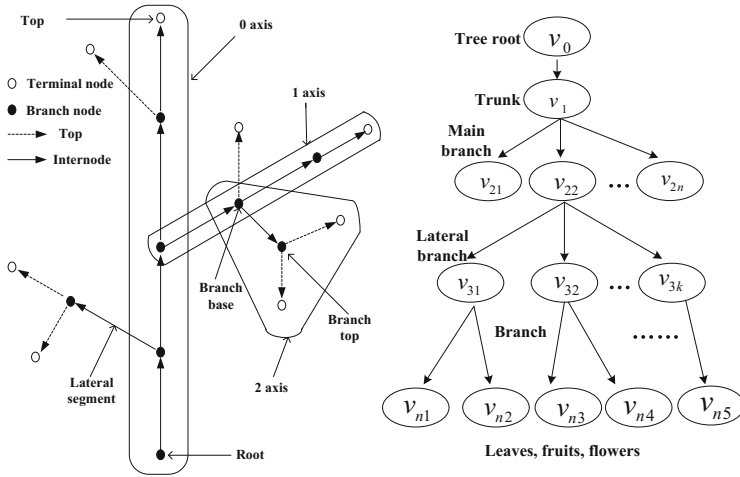 Top
0 axis
Terminal node
Branch node
Top
Internode
1 axis
Branch
base
Branch
top
Lateral
segment
2 axis
Root
Tree root
v0
Trunk
v1
Main
branch
v21
v22
...
v2n
Lateral
branch
v31
v32
...
v3k
Branch
......
vn1
vn2
vn3
vn4
vn5
Leaves, fruits, flowers